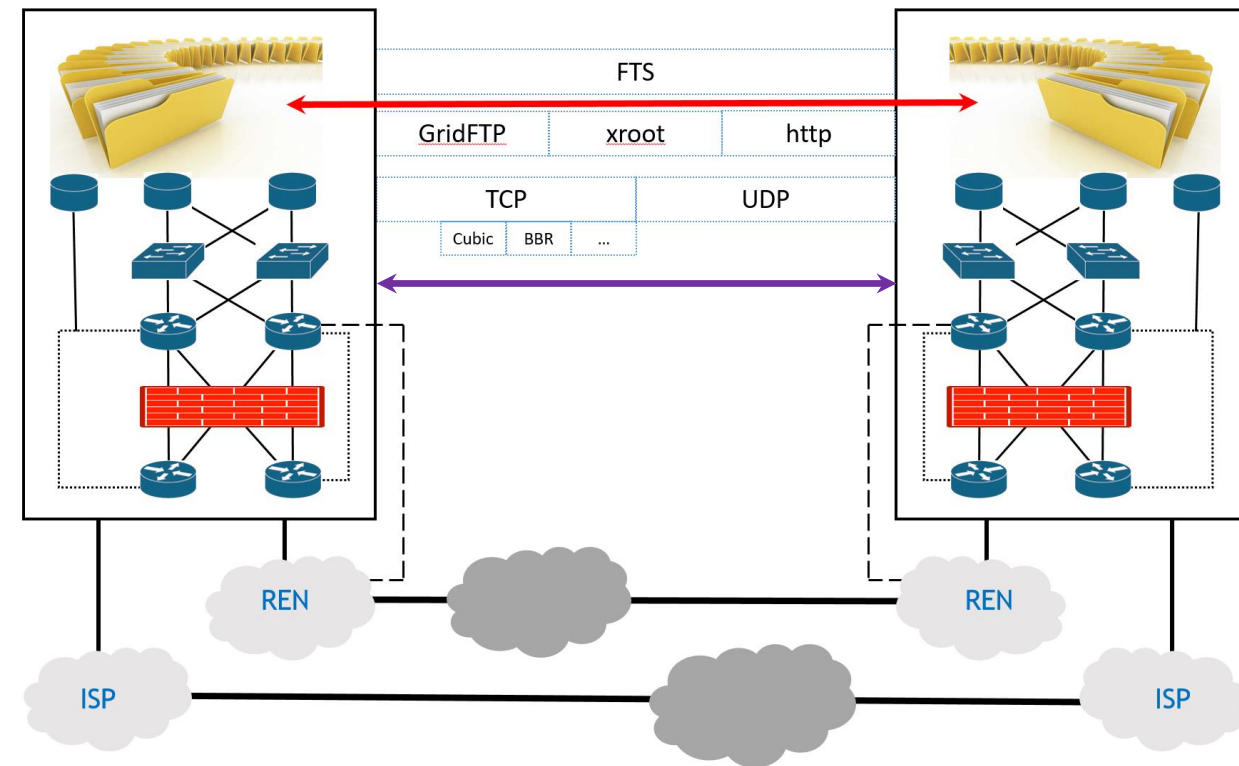 FTS
GridFTP xroot http
TCP UDP
Cubic BBR ...
REN REN
ISP ISP